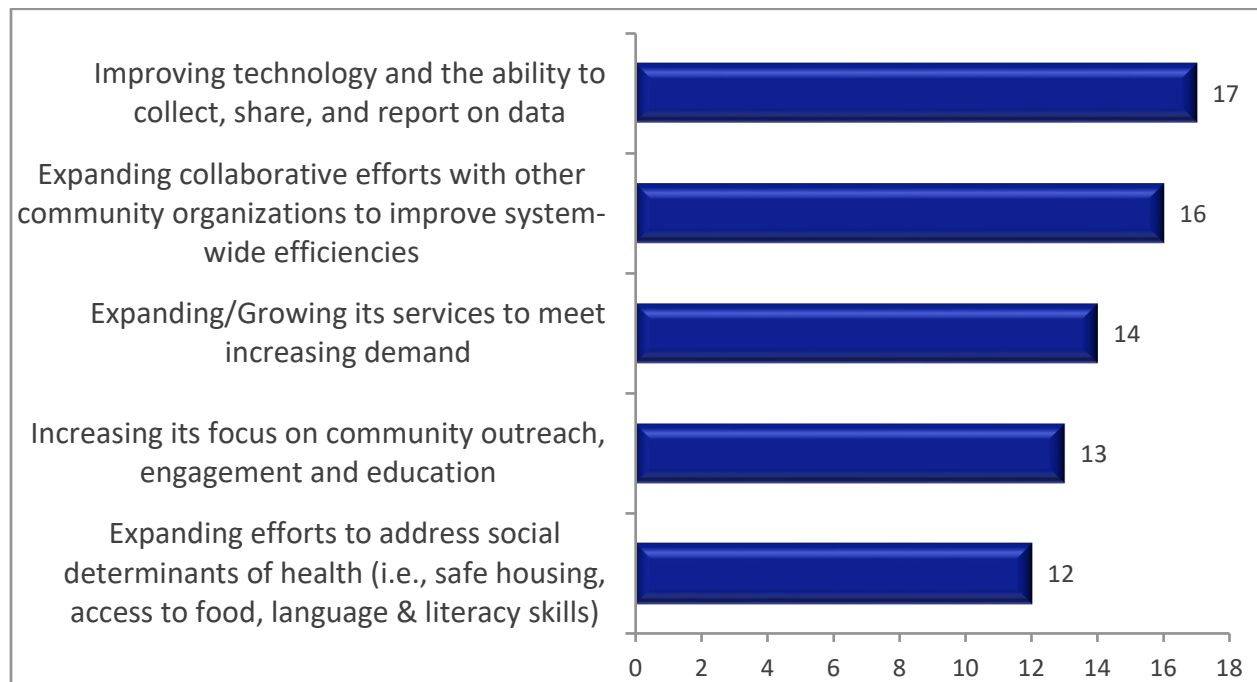 Improving technology and the ability to
collect, share, and report on data
17
Expanding collaborative efforts with other
community organizations to improve system-
wide efficiencies
16
Expanding/Growing its services to meet
increasing demand
14
Increasing its focus on community outreach,
engagement and education
13
Expanding efforts to address social
determinants of health (i.e., safe housing,
access to food, language & literacy skills)
12
0 2 4 6 8 10 12 14 16 18